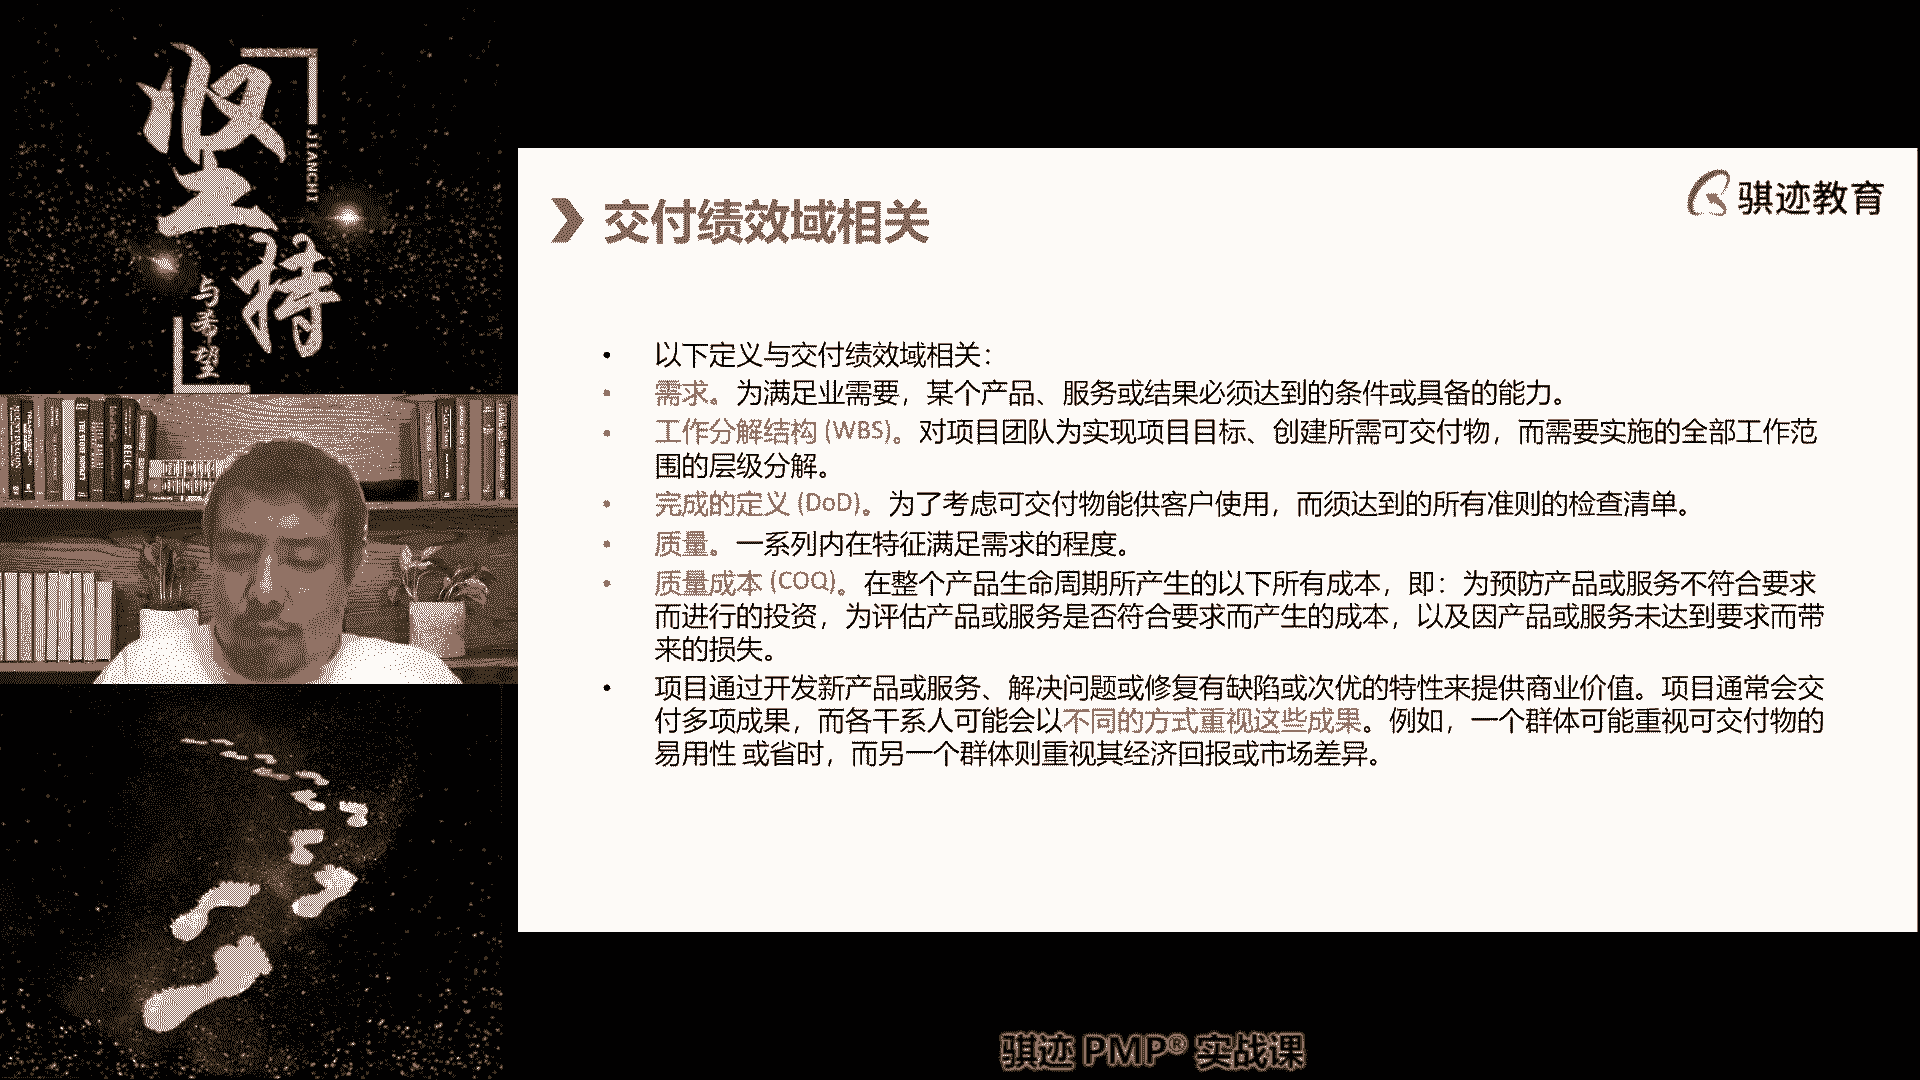 坚持
JIANCHI
与希望
骐迹教育
交付绩效域相关
• 以下定义与交付绩效域相关：
• 需求。为满足业需要，某个产品、服务或结果必须达到的条件或具备的能力。
• 工作分解结构 (WBS)。对项目团队为实现项目目标、创建所需可交付物，而需要实施的全部工作范
围的层级分解。
• 完成的定义 (DoD)。为了考虑可交付物能供客户使用，而须达到的所有准则的检查清单。
• 质量。一系列内在特征满足需求的程度。
• 质量成本 (COQ)。在整个产品生命周期所产生的以下所有成本，即：为预防产品或服务不符合要求
而进行的投资，为评估产品或服务是否符合要求而产生的成本，以及因产品或服务未达到要求而带
来的损失。
• 项目通过开发新产品或服务、解决问题或修复有缺陷或次优的特性来提供商业价值。项目通常会交
付多项成果，而各干系人可能会以不同的方式重视这些成果。例如，一个群体可能重视可交付物的
易用性 或省时，而另一个群体则重视其经济回报或市场差异。
骐迹 PMP® 实战课